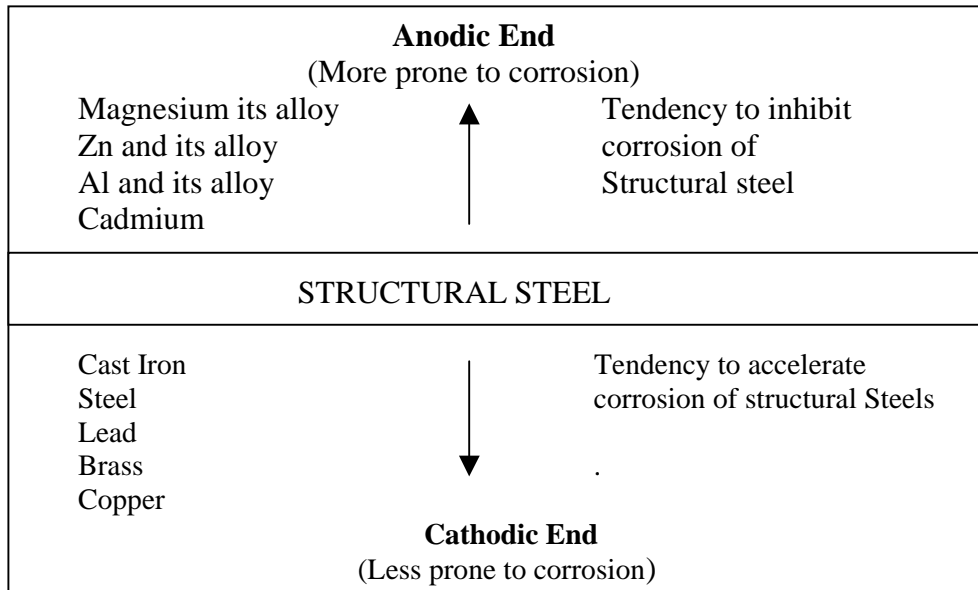 Anodic End
(More prone to corrosion)
Magnesium its alloy
Zn and its alloy
Al and its alloy
Cadmium
Tendency to inhibit
corrosion of
Structural steel
STRUCTURAL STEEL
Cast Iron
Steel
Lead
Brass
Copper
Tendency to accelerate
corrosion of structural Steels
.
Cathodic End
(Less prone to corrosion)